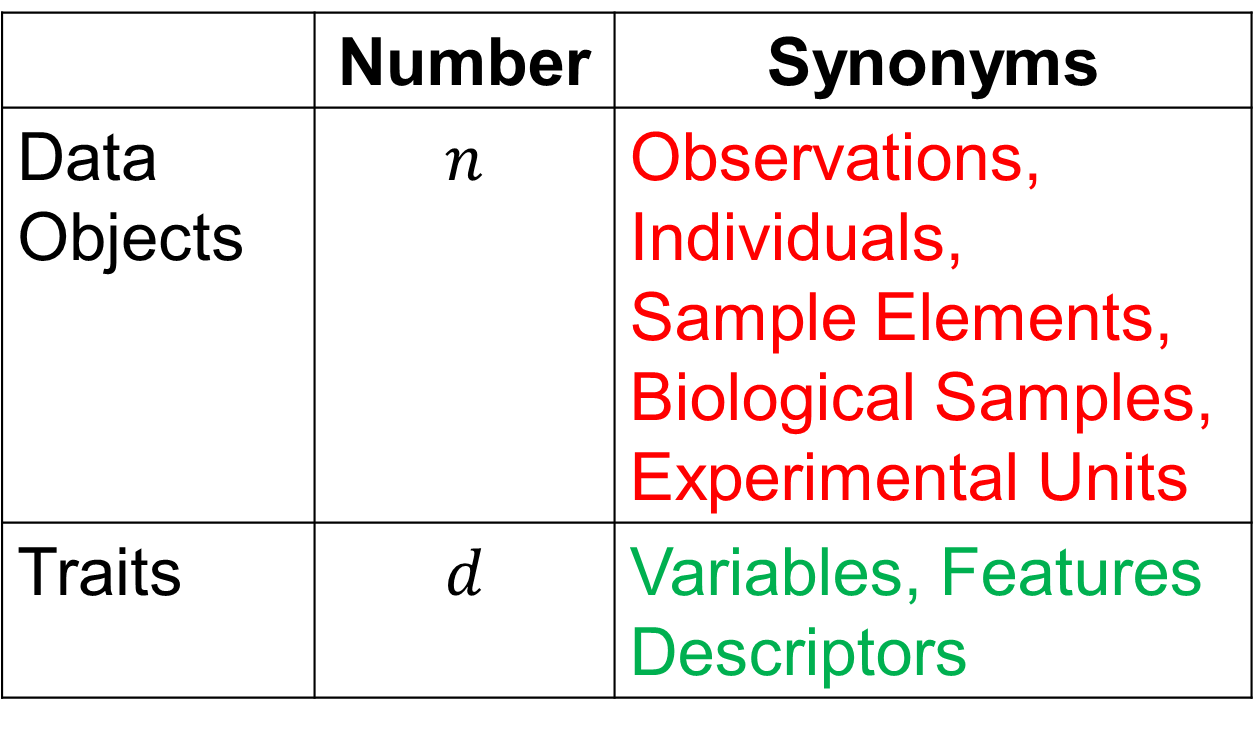 Number Synonyms
Data
Objects
n
Observations,
Individuals,
Sample Elements,
Biological Samples,
Experimental Units
Traits
d
Variables, Features
Descriptors